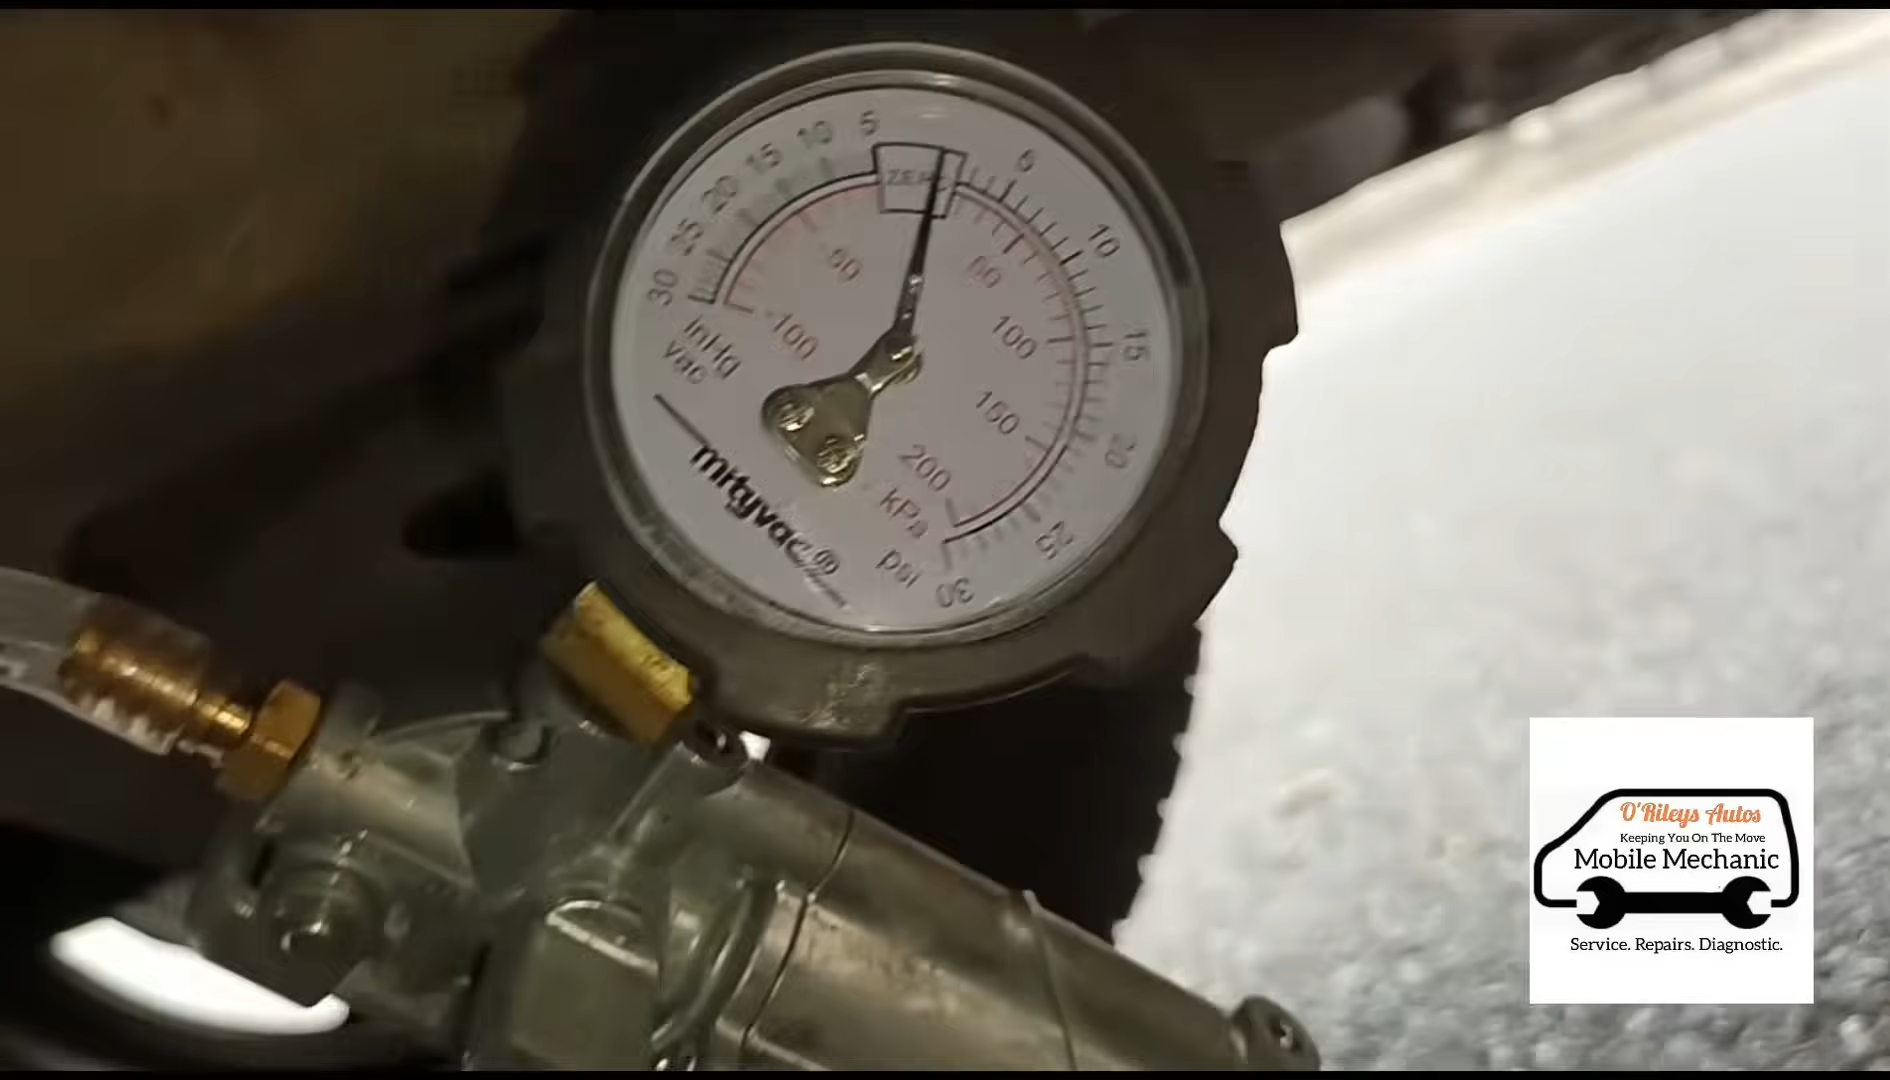 30 25 20 15 10 5 ZERO 5 10 15 20 25 30
50
-100
50
100
150
200
InHg
vac
kPa
psi
mityvac®
O'Rileys Autos
Keeping You On The Move
Mobile Mechanic
Service. Repairs. Diagnostic.